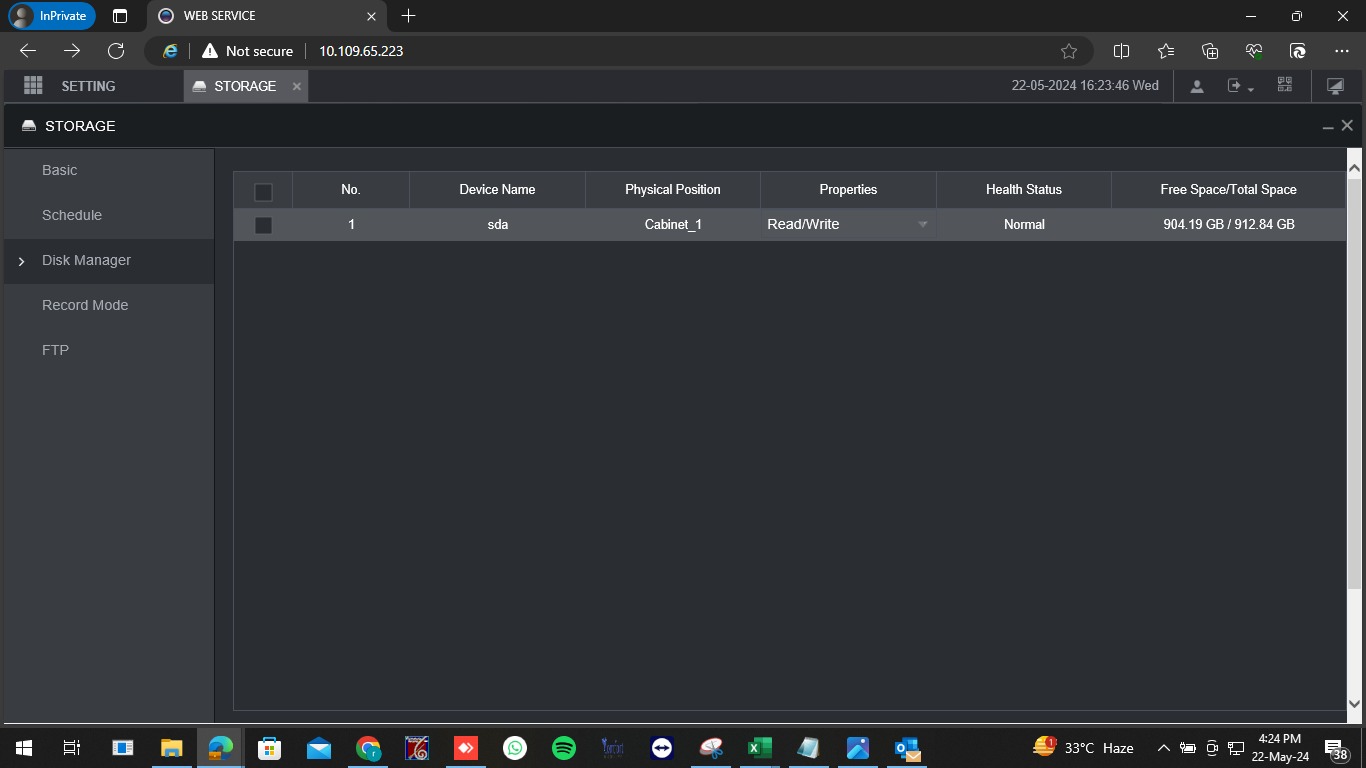 InPrivate
WEB SERVICE
Not secure
10.109.65.223
SETTING
STORAGE
22-05-2024 16:23:46 Wed
STORAGE
Basic
Schedule
Disk Manager
Record Mode
FTP
No. Device Name Physical Position Properties Health Status Free Space/Total Space
1 sda Cabinet_1 Read/Write Normal 904.19 GB / 912.84 GB
1
33°C Haze
4:24 PM
22-May-24
38